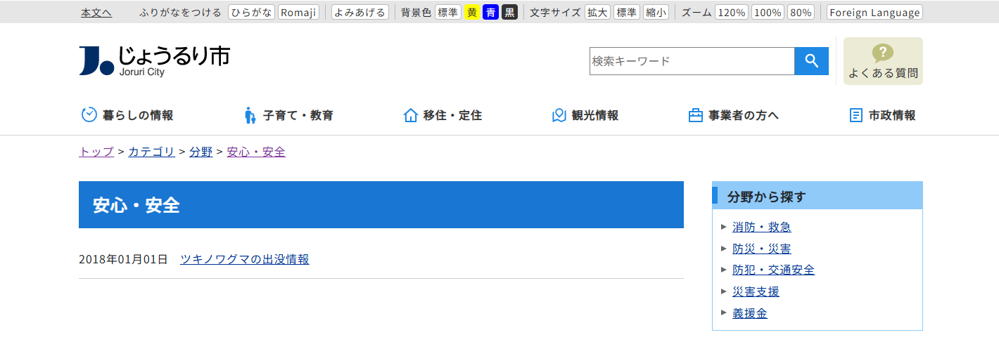 本文へ ふりがなをつける ひらがな Romaji よみあげる 背景色 標準 黄 青 黒 文字サイズ 拡大 標準 縮小 ズーム 120% 100% 80% Foreign Language
じょうるり市
Joruri City
検索キーワード
?
よくある質問
暮らしの情報 子育て・教育 移住・定住 観光情報 事業者の方へ 市政情報
トップ > カテゴリ > 分野 > 安心・安全
安心・安全
2018年01月01日 ツキノワグマの出没情報
分野から探す
消防・救急
防災・災害
防犯・交通安全
災害支援
義援金